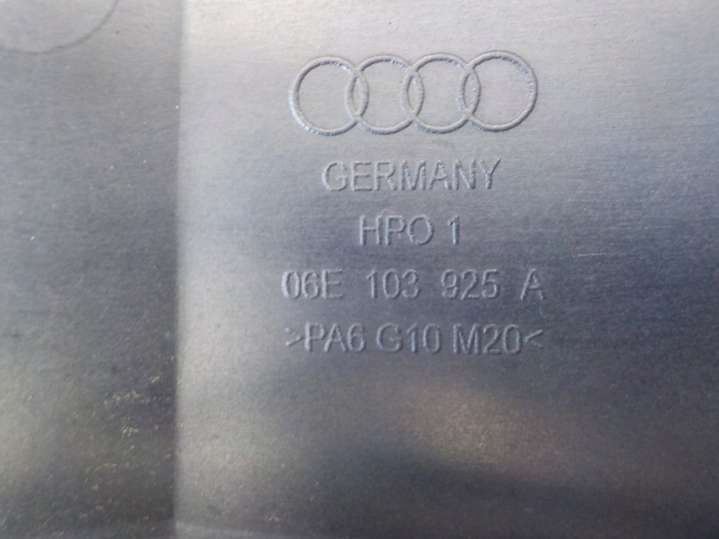 GERMANY
HPO 1
06E 103 925 A
>PA6 G10 M20<